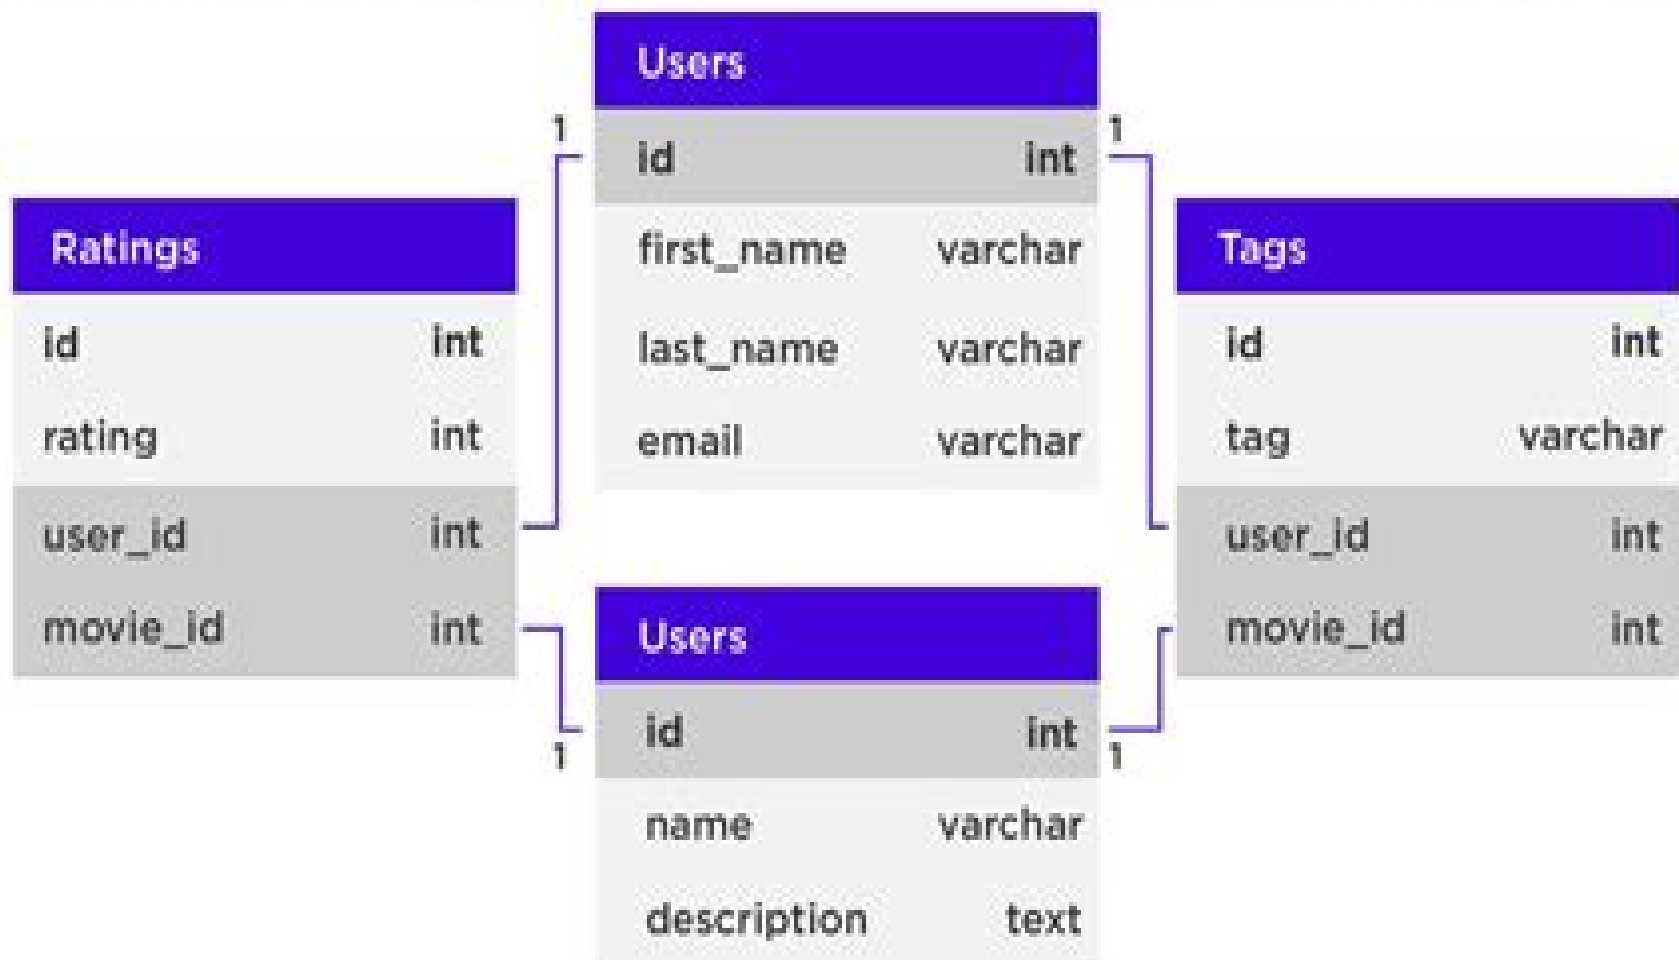 Users
1
1
id int
first_name varchar
last_name varchar
email varchar
Ratings
id int
rating int
user_id int
movie_id int
Tags
id int
tag varchar
user_id int
movie_id int
Users
id int
1
1
name varchar
description text